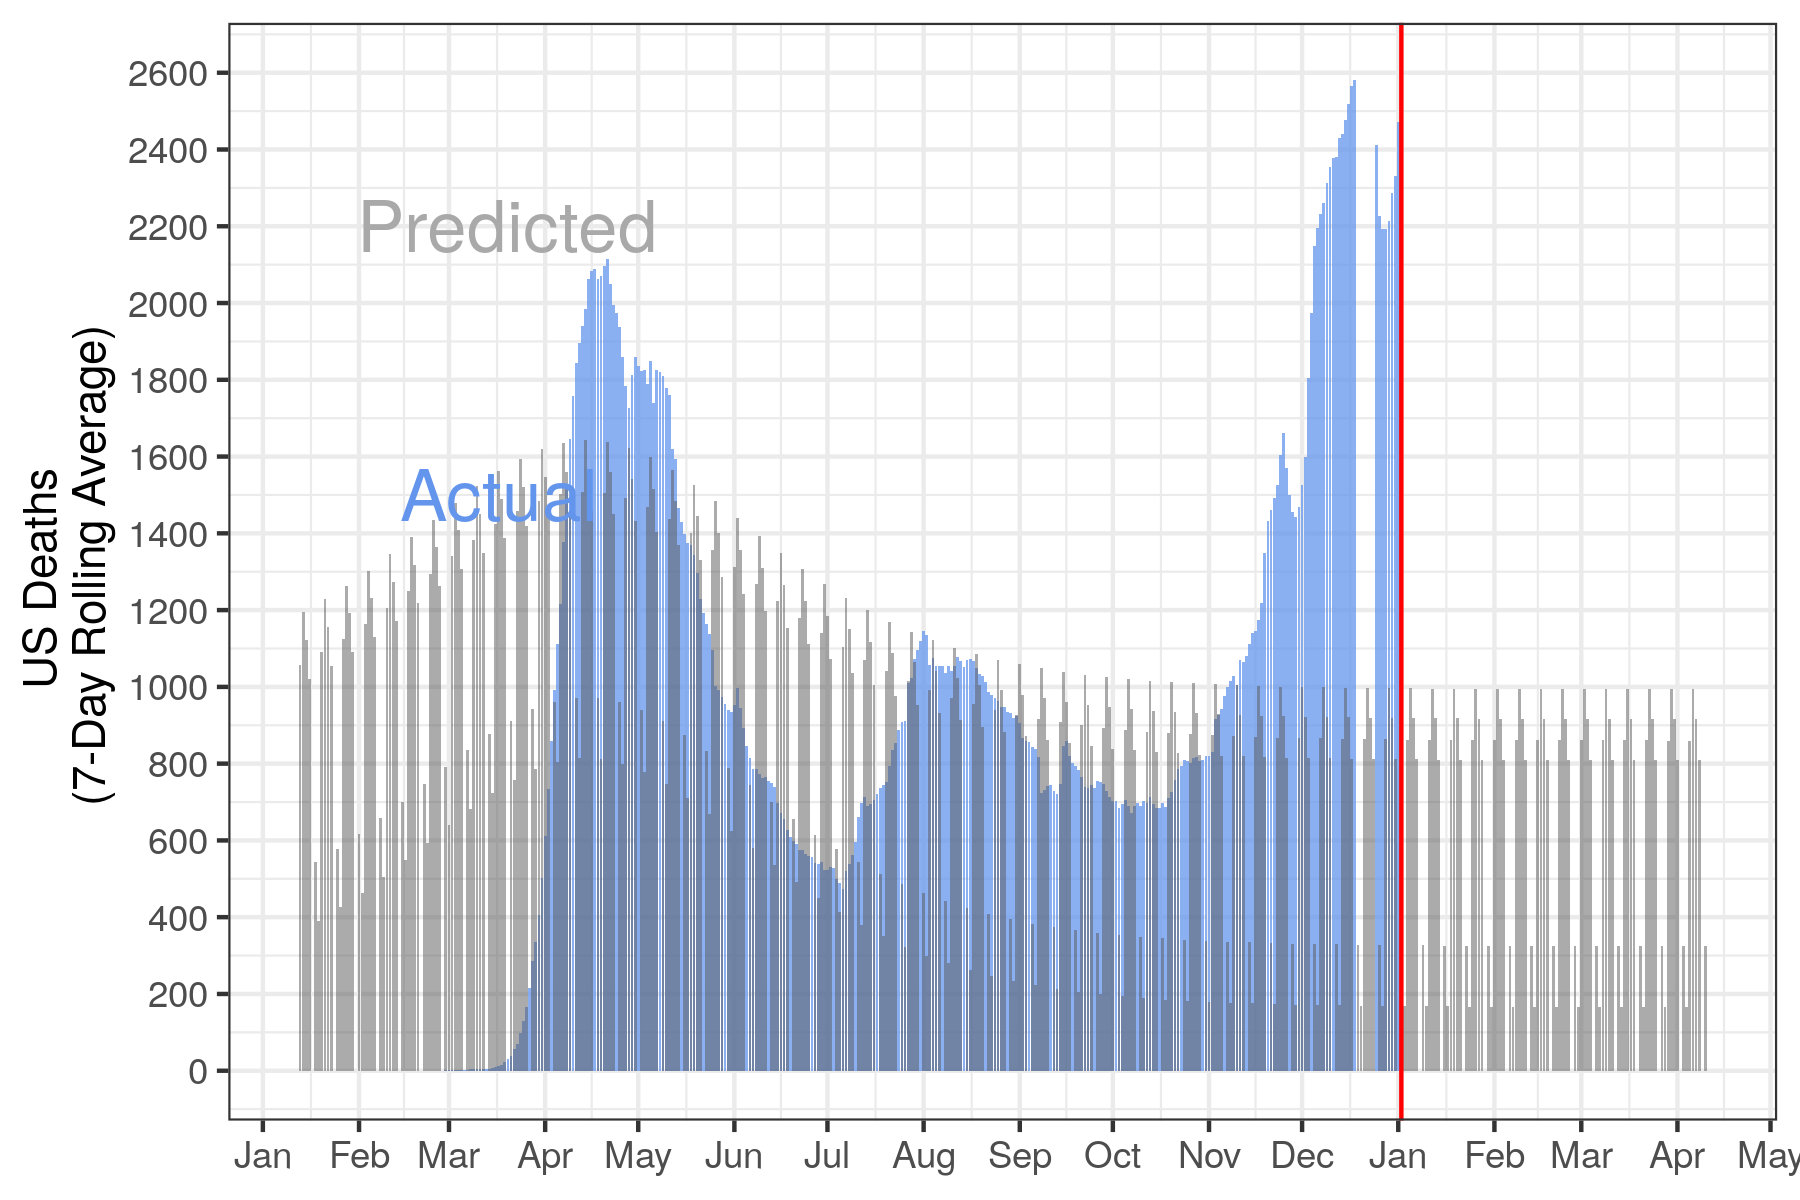 2600
2400
2200
2000
1800
1600
1400
1200
1000
800
600
400
200
0
US Deaths
(7-Day Rolling Average)
Predicted
Actua
Jan Feb Mar Apr May Jun Jul Aug Sep Oct Nov Dec Jan Feb Mar Apr May